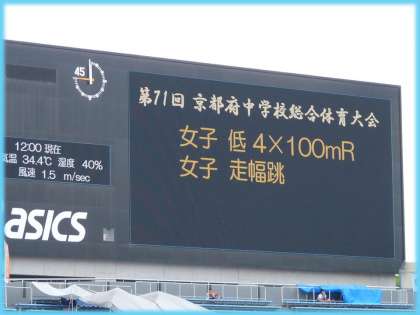 45
第71回 京都府中学校総合体育大会
女子 低 4×100mR
女子 走幅跳
12:00 現在
気温 34.4℃ 湿度 40%
風速 1.5 m/sec
asics